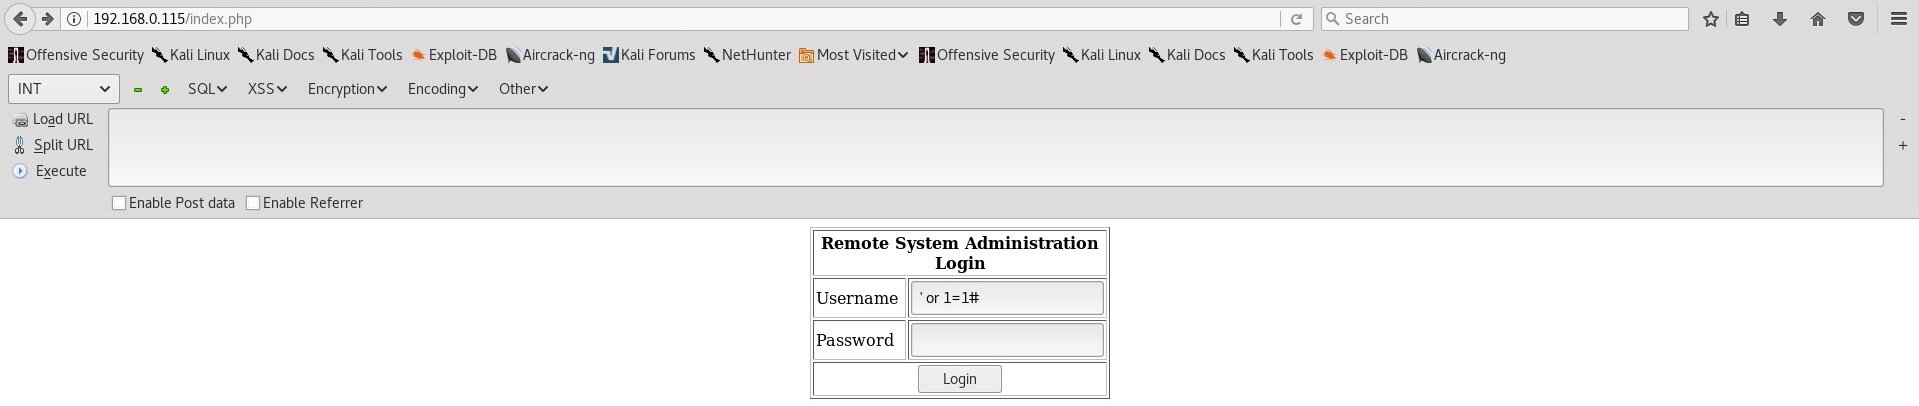 192.168.0.115/index.php Search
Offensive Security Kali Linux Kali Docs Kali Tools Exploit-DB Aircrack-ng Kali Forums NetHunter Most Visited Offensive Security Kali Linux Kali Docs Kali Tools Exploit-DB Aircrack-ng
INT SQL XSS Encryption Encoding Other
Load URL -
Split URL +
Execute
Enable Post data Enable Referrer
Remote System Administration
Login
Username ' or 1=1#
Password
Login